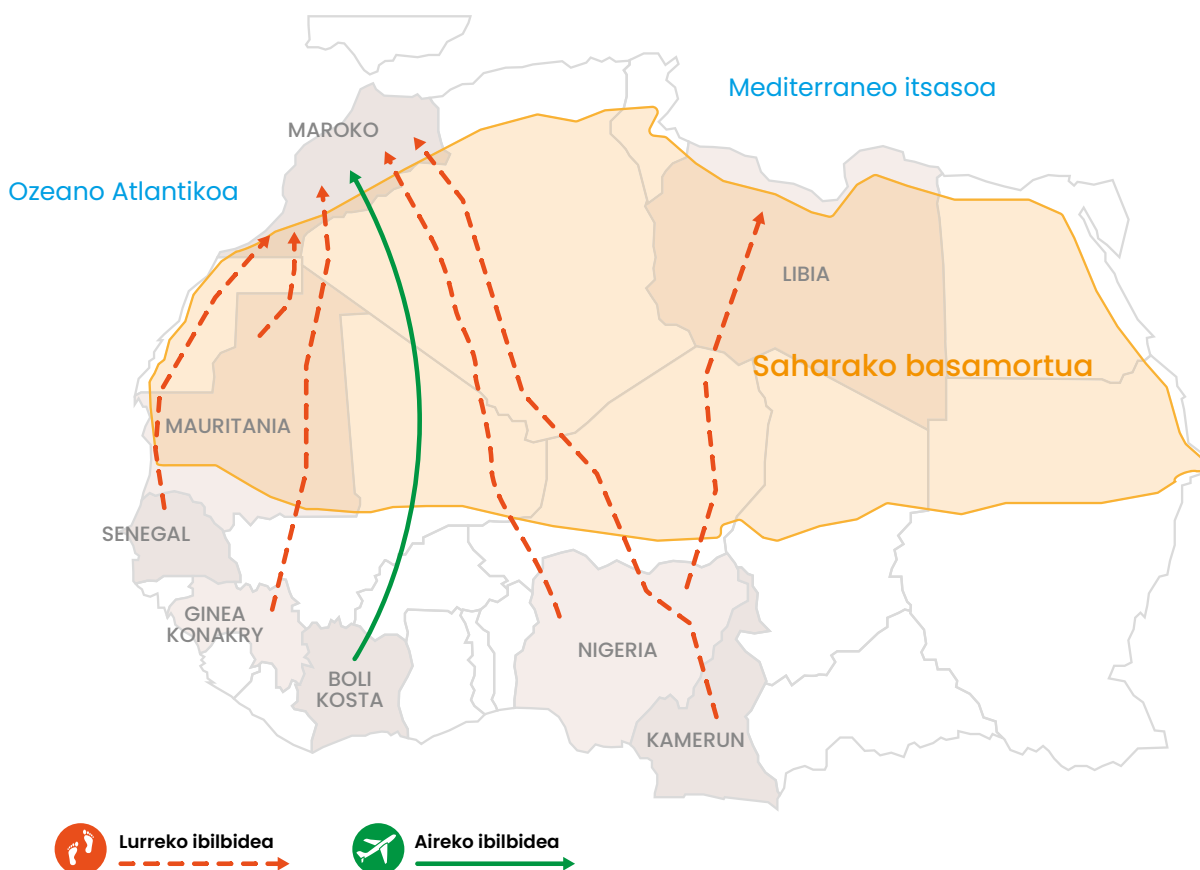 Mediterraneo itsasoa
MAROKO
Ozeano Atlantikoa
LIBIA
Saharako basamortua
MAURITANIA
SENEGAL
GINEA
KONAKRY
NIGERIA
BOLI
KOSTA
KAMERUN
Lurreko ibilbidea
Aireko ibilbidea